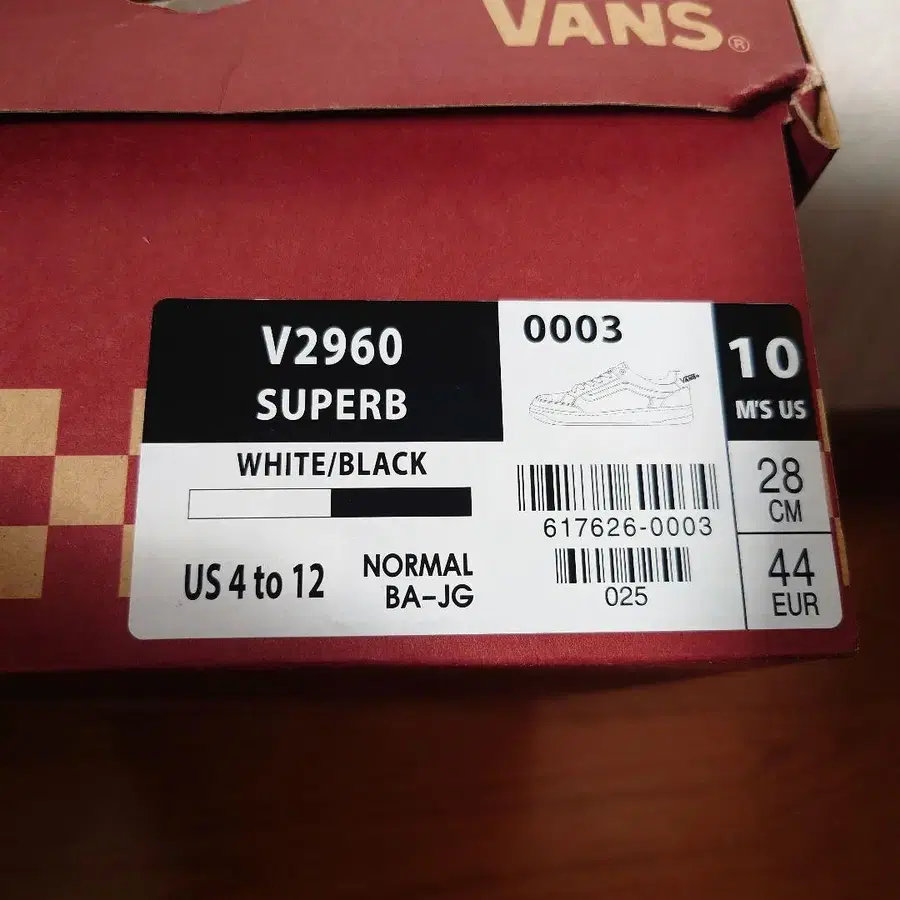 VANS®
V2960
SUPERB
WHITE/BLACK
US 4 to 12
NORMAL
BA-JG
0003
VANS
617626-0003
025
10
M'S US
28
CM
44
EUR